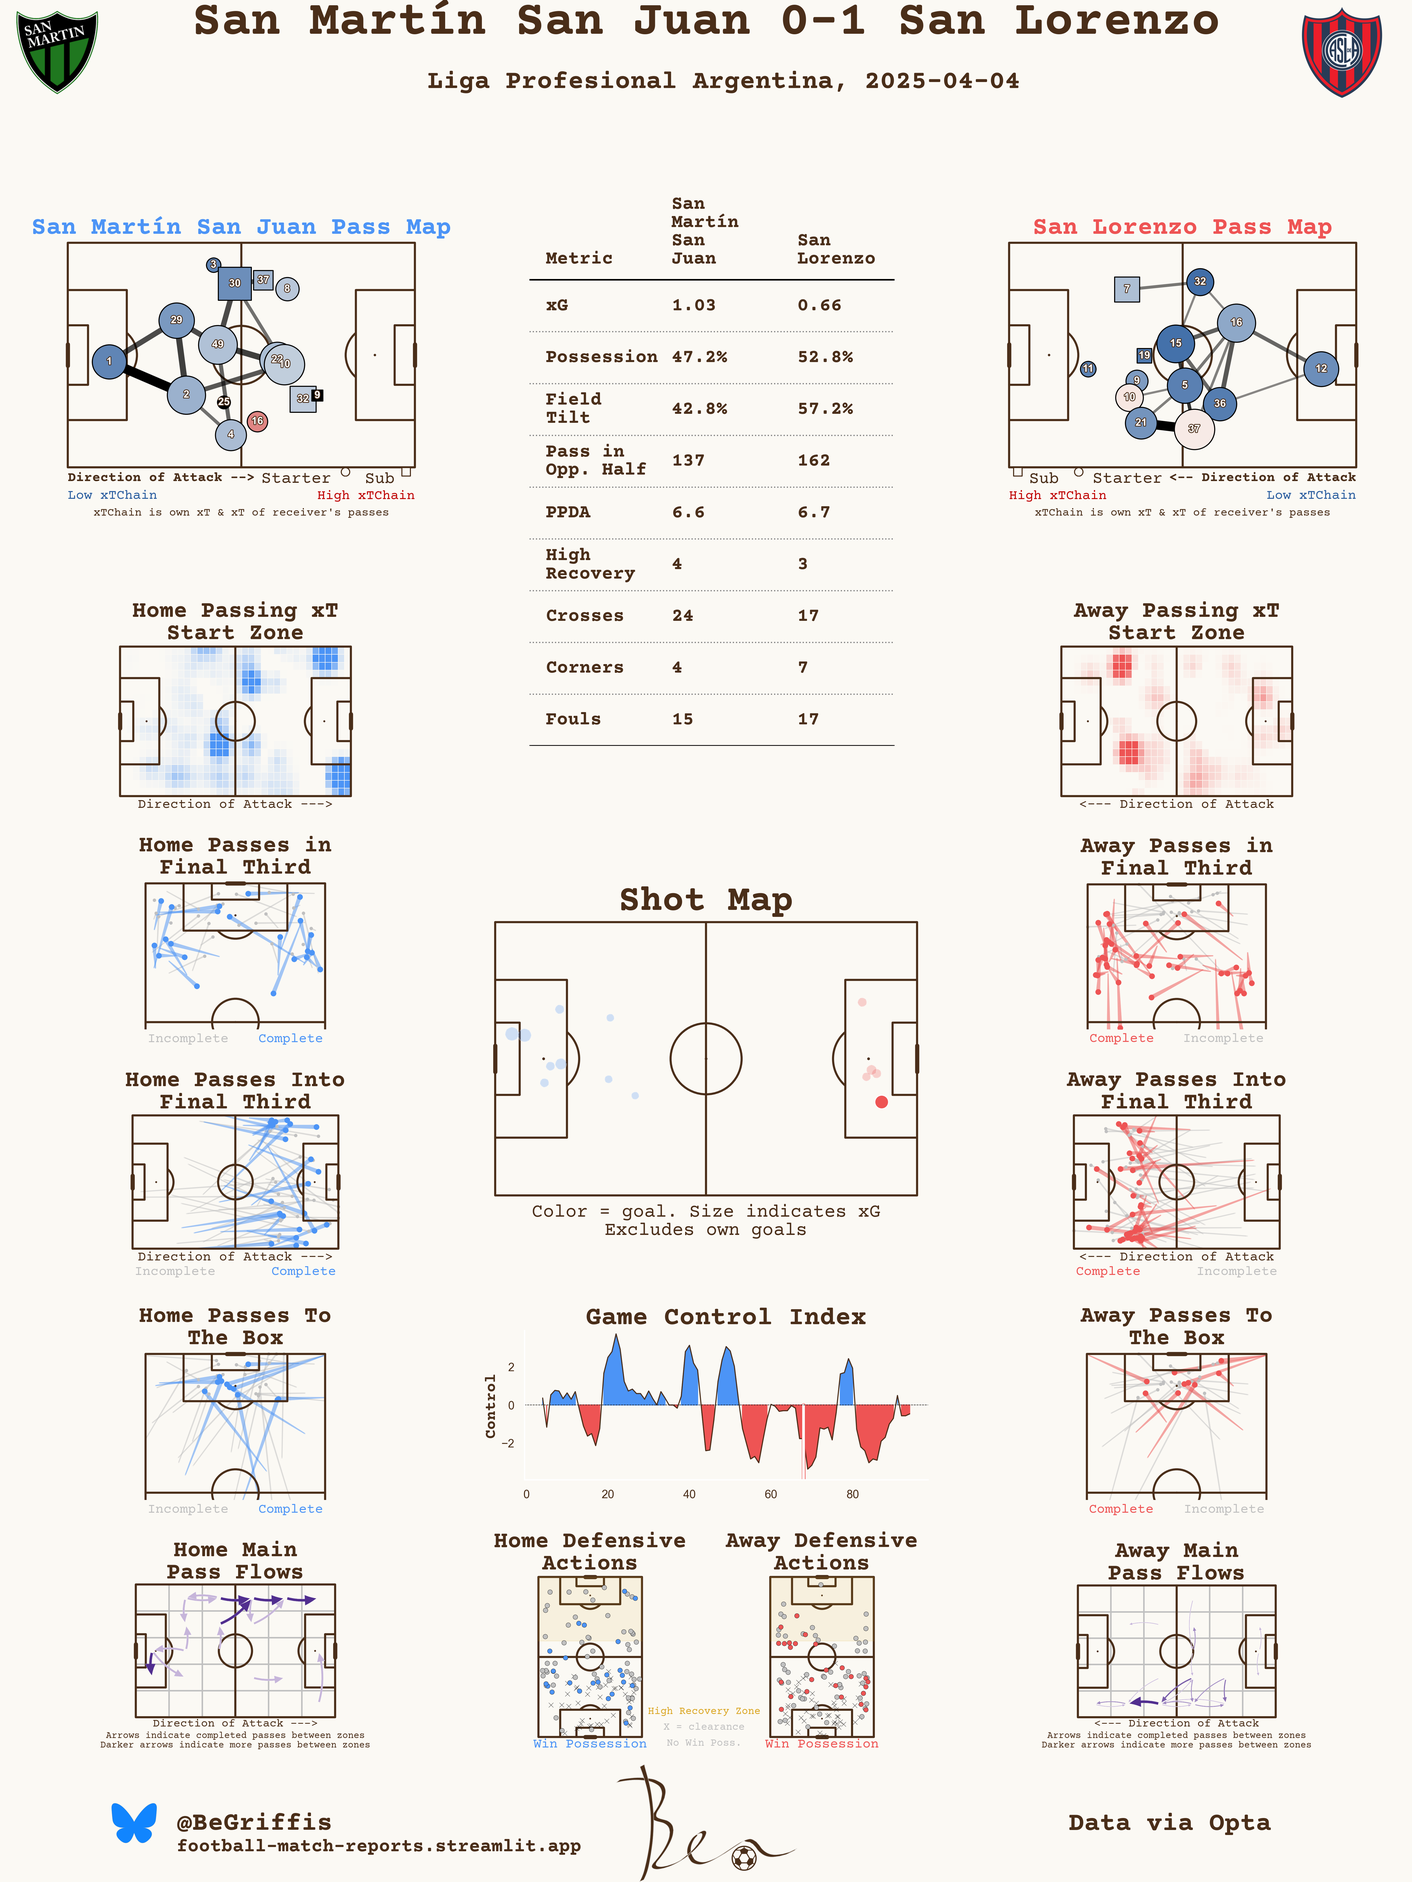 San Martín San Juan 0-1 San Lorenzo
Liga Profesional Argentina, 2025-04-04
SAN
MARTIN
ASLA
DE
San Martín San Juan Pass Map
3
30
37
8
29
49
22
10
1
2
25
32
9
16
4
Direction of Attack --> Starter Sub
Low xTChain High xTChain
xTChain is own xT & xT of receiver's passes
Metric San Martín San Juan San Lorenzo
xG 1.03 0.66
Possession 47.2% 52.8%
Field Tilt 42.8% 57.2%
Pass in Opp. Half 137 162
PPDA 6.6 6.7
High Recovery 4 3
Crosses 24 17
Corners 4 7
Fouls 15 17
San Lorenzo Pass Map
7
32
16
15
19
11
9
5
12
10
36
21
37
Sub Starter <-- Direction of Attack
High xTChain Low xTChain
xTChain is own xT & xT of receiver's passes
Home Passing xT
Start Zone
Direction of Attack --->
Away Passing xT
Start Zone
<--- Direction of Attack
Home Passes in
Final Third
Incomplete Complete
Away Passes in
Final Third
Complete Incomplete
Shot Map
Color = goal. Size indicates xG
Excludes own goals
Home Passes Into
Final Third
Direction of Attack --->
Incomplete Complete
Away Passes Into
Final Third
<--- Direction of Attack
Complete Incomplete
Home Passes To
The Box
Incomplete Complete
Game Control Index
Control
2
0
−2
0 20 40 60 80
Away Passes To
The Box
Complete Incomplete
Home Main
Pass Flows
Direction of Attack --->
Arrows indicate completed passes between zones
Darker arrows indicate more passes between zones
Home Defensive
Actions
Win Possession
Away Defensive
Actions
Win Possession
High Recovery Zone
X = clearance
No Win Poss.
Away Main
Pass Flows
<--- Direction of Attack
Arrows indicate completed passes between zones
Darker arrows indicate more passes between zones
@BeGriffis
football-match-reports.streamlit.app
Ben
Data via Opta